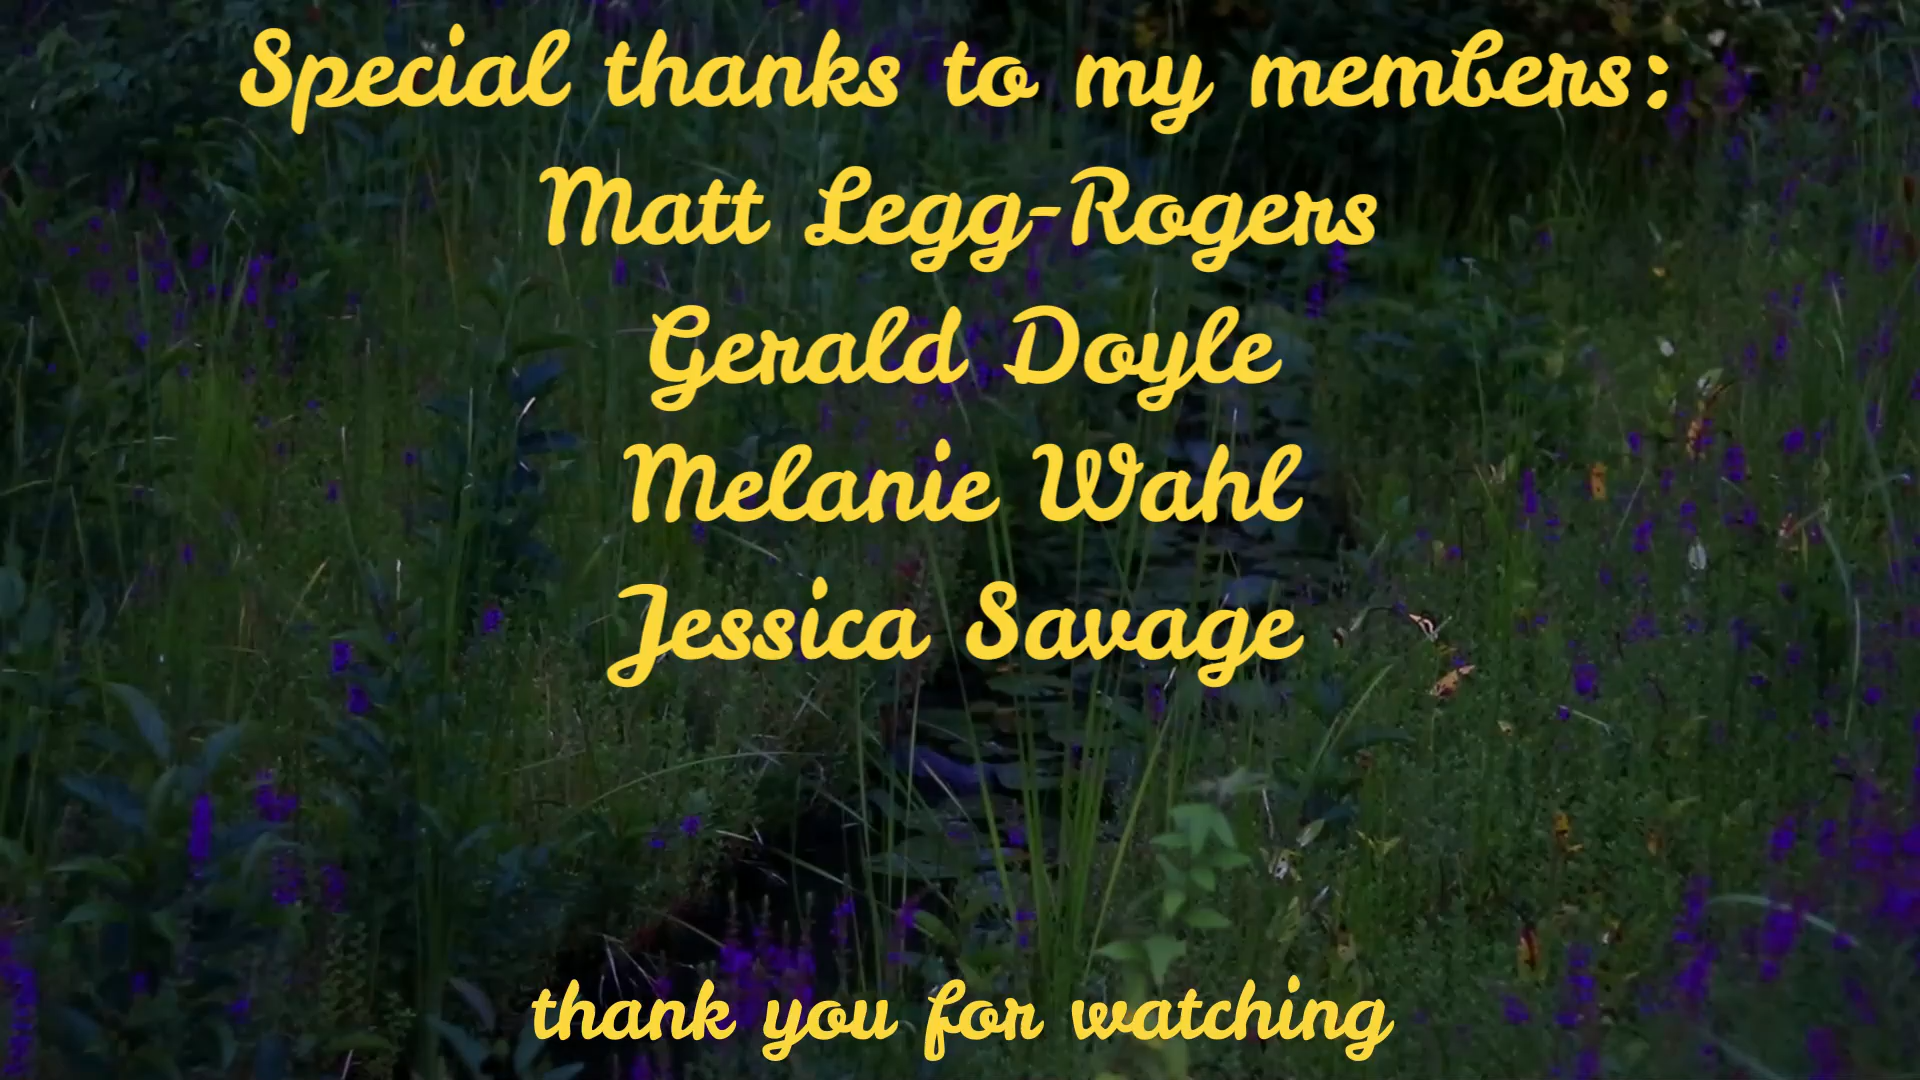 Special thanks to my members:
Matt Legg-Rogers
Gerald Doyle
Melanie Wahl
Jessica Savage
thank you for watching